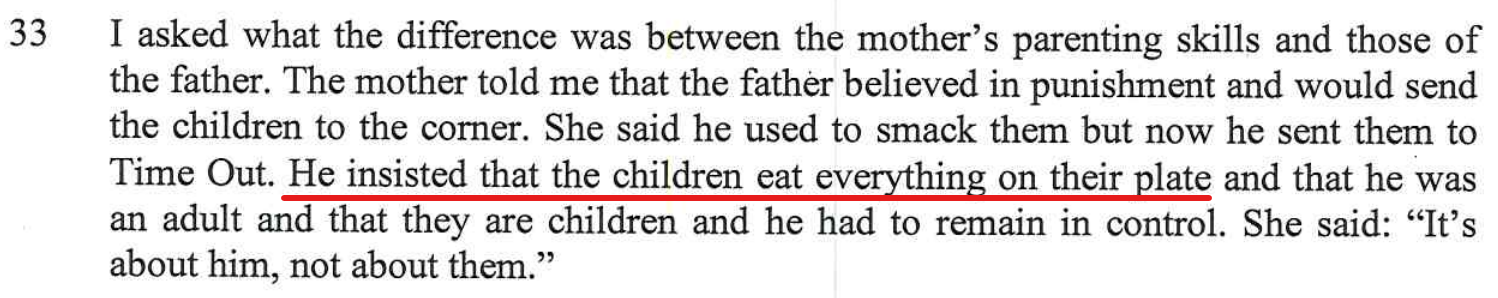 33 I asked what the difference was between the mother’s parenting skills and those of
the father. The mother told me that the father believed in punishment and would send
the children to the corner. She said he used to smack them but now he sent them to
Time Out. He insisted that the children eat everything on their plate and that he was
an adult and that they are children and he had to remain in control. She said: “It’s
about him, not about them.”